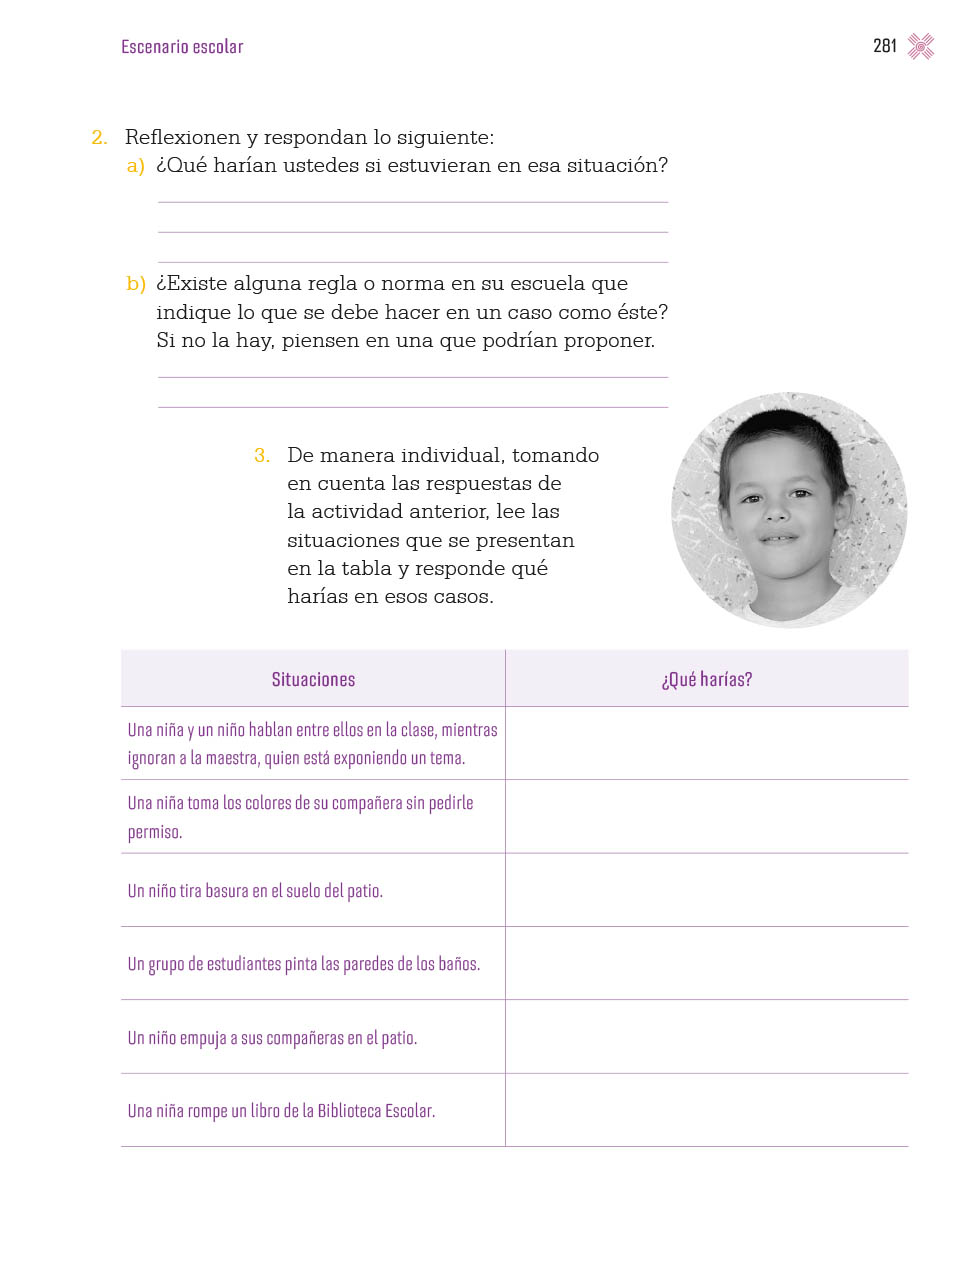 Escenario escolar
281
2. Reflexionen y respondan lo siguiente:
a) ¿Qué harían ustedes si estuvieran en esa situación?
b) ¿Existe alguna regla o norma en su escuela que
indique lo que se debe hacer en un caso como éste?
Si no la hay, piensen en una que podrían proponer.
3. De manera individual, tomando
en cuenta las respuestas de
la actividad anterior, lee las
situaciones que se presentan
en la tabla y responde qué
harías en esos casos.
Situaciones
¿Qué harías?
Una niña y un niño hablan entre ellos en la clase, mientras
ignoran a la maestra, quien está exponiendo un tema.
Una niña toma los colores de su compañera sin pedirle
permiso.
Un niño tira basura en el suelo del patio.
Un grupo de estudiantes pinta las paredes de los baños.
Un niño empuja a sus compañeras en el patio.
Una niña rompe un libro de la Biblioteca Escolar.